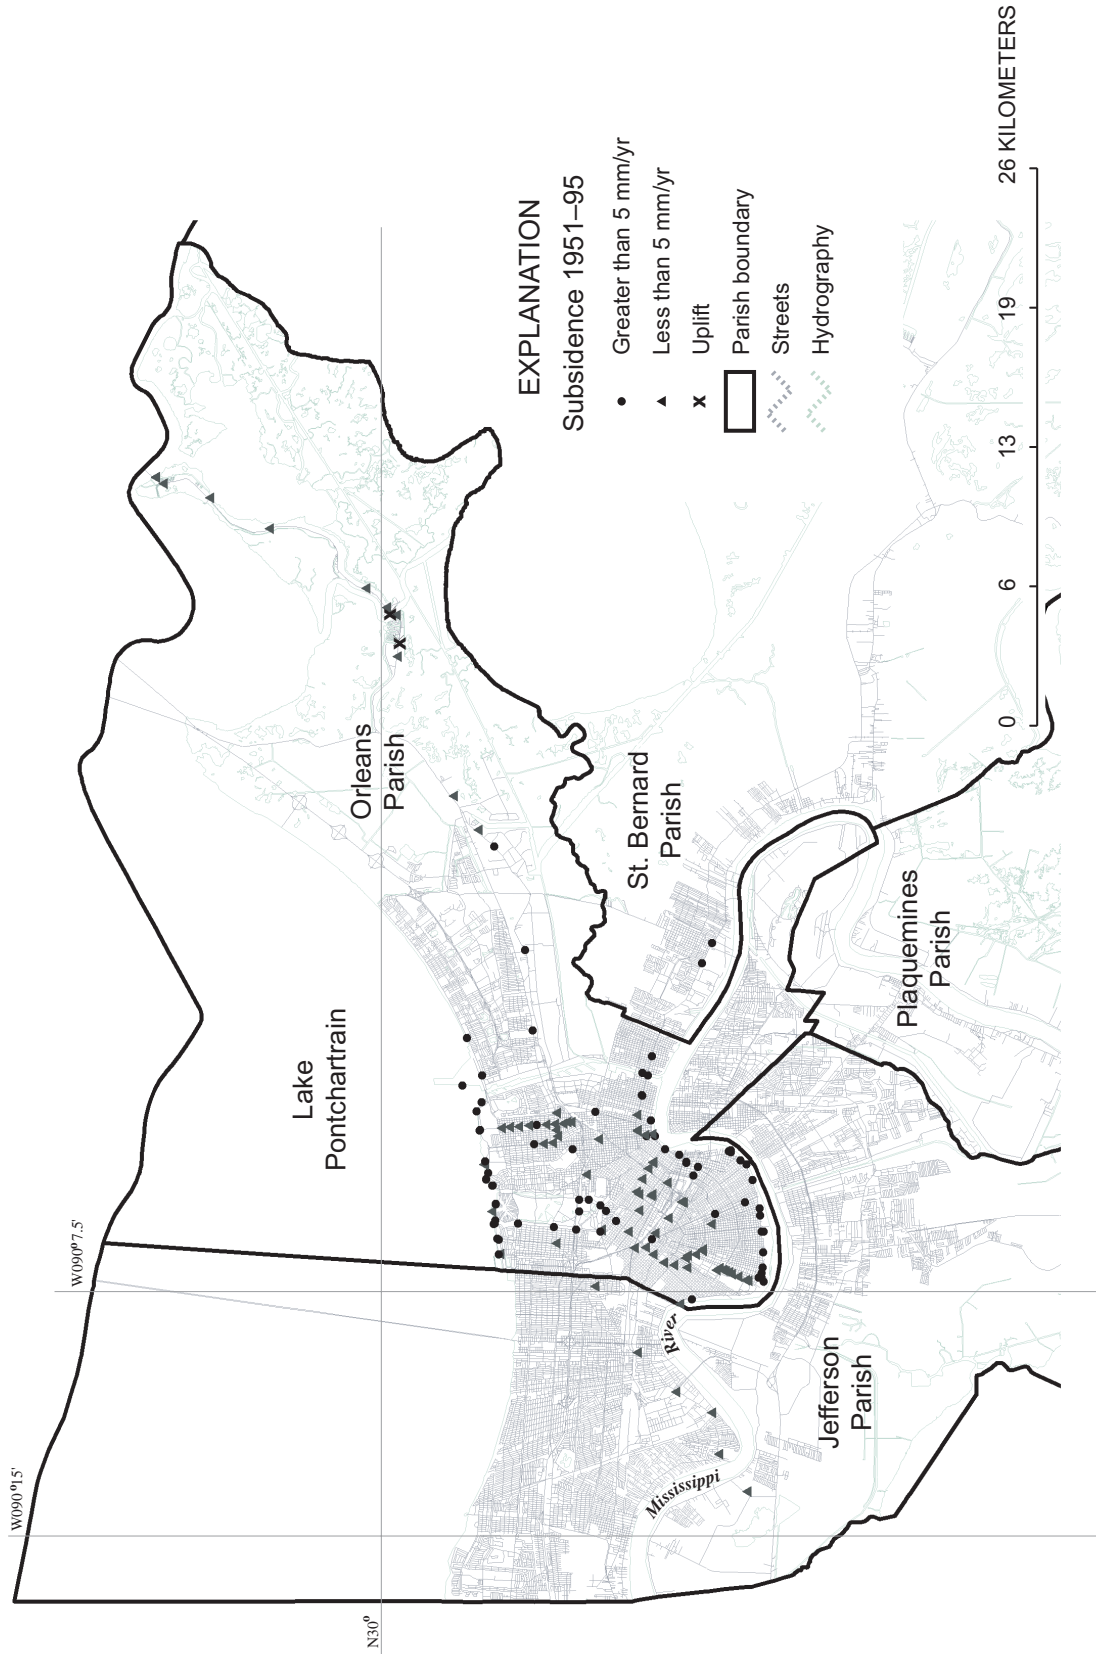 W090°15'
W090°7.5'
N30°
Lake
Pontchartrain
Orleans
Parish
St. Bernard
Parish
Plaquemines
Parish
Jefferson
Parish
Mississippi
River
EXPLANATION
Subsidence 1951–95
Greater than 5 mm/yr
Less than 5 mm/yr
Uplift
Parish boundary
Streets
Hydrography
0 6 13 19 26 KILOMETERS